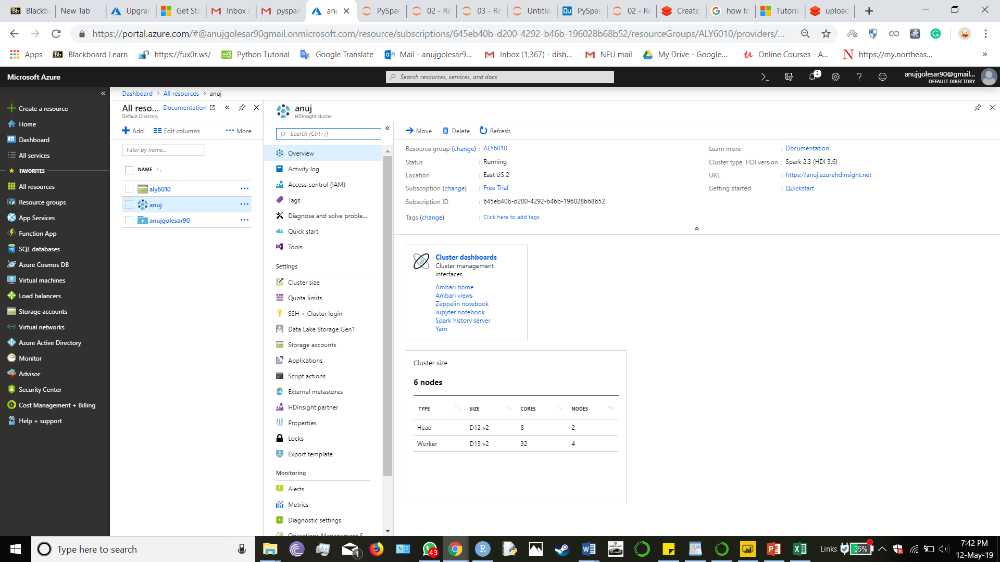 Blackb
New Tab
Upgrad
Get Sta
Inbox (
pyspar
anu
PySpar
02 - Re
03 - Re
Untitle
PySpar
02 - Re
Create
how to
Tutoria
upload
https://portal.azure.com/#@anujgolesar90gmail.onmicrosoft.com/resource/subscriptions/645eb40b-d200-4292-b46b-196028b68b52/resourceGroups/ALY6010/providers/...
Apps
Blackboard Learn
https://fux0r.ws/
Python Tutorial
Google Translate
Mail - anujgolesar9...
Inbox (1,367) - dish...
NEU mail
My Drive - Google...
Online Courses - A...
https://my.northeas...
»
Microsoft Azure
Search resources, services, and docs
2
anujgolesar90@gmail...
DEFAULT DIRECTORY
Create a resource
Home
Dashboard
All services
FAVORITES
All resources
Resource groups
App Services
Function App
SQL databases
Azure Cosmos DB
Virtual machines
Load balancers
Storage accounts
Virtual networks
Azure Active Directory
Monitor
Advisor
Security Center
Cost Management + Billing
Help + support
Dashboard > All resources > anuj
All reso...
Documentation
Default Directory
Add
Edit columns
More
Filter by name...
NAME
aly6010
anuj
anujgolesar90
anuj
HDInsight cluster
Search (Ctrl+/)
Overview
Activity log
Access control (IAM)
Tags
Diagnose and solve proble...
Quick start
Tools
Settings
Cluster size
Quota limits
SSH + Cluster login
Data Lake Storage Gen1
Storage accounts
Applications
Script actions
External metastores
HDInsight partner
Properties
Locks
Export template
Monitoring
Alerts
Metrics
Diagnostic settings
Operations Management S
Move
Delete
Refresh
Resource group (change) : ALY6010
Status : Running
Location : East US 2
Subscription (change) : Free Trial
Subscription ID : 645eb40b-d200-4292-b46b-196028b68b52
Tags (change) : Click here to add tags
Learn more : Documentation
Cluster type, HDI version : Spark 2.3 (HDI 3.6)
URL : https://anuj.azurehdinsight.net
Getting started : Quickstart
Cluster dashboards
Cluster management
interfaces
Ambari home
Ambari views
Zeppelin notebook
Jupyter notebook
Spark history server
Yarn
Cluster size
6 nodes
TYPE SIZE CORES NODES
Head D12 v2 8 2
Worker D13 v2 32 4
Type here to search
1
43
Links
35%
7:42 PM
12-May-19